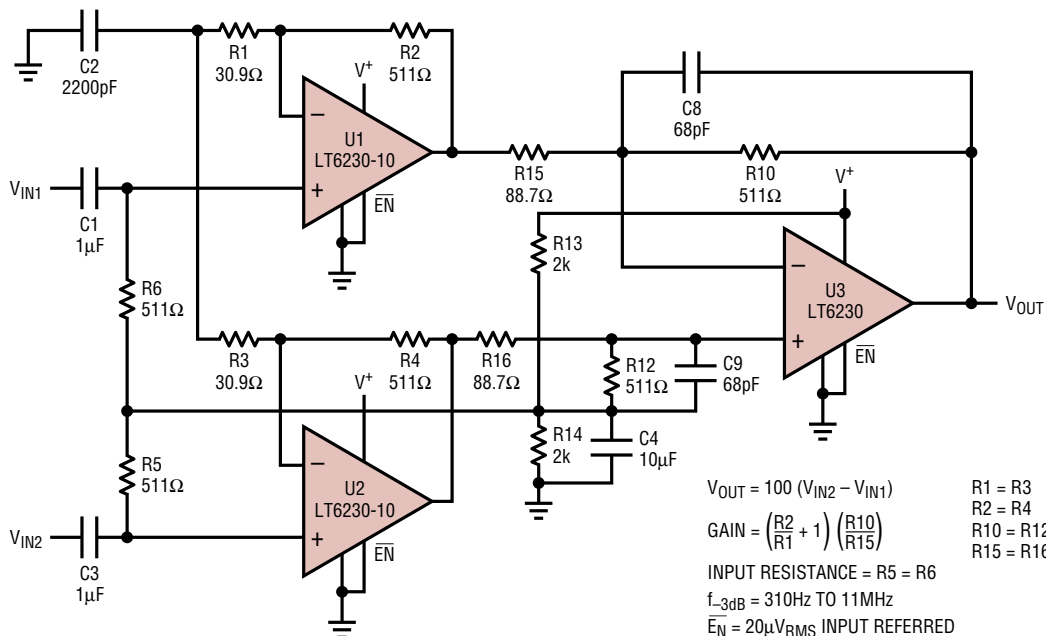 C2
2200pF
R1
30.9Ω
R2
511Ω
V+
−
U1
LT6230-10
+
EN
VIN1
C1
1µF
R15
88.7Ω
C8
68pF
R10
511Ω
V+
R13
2k
R6
511Ω
−
U3
LT6230
+
EN
VOUT
R3
30.9Ω
R4
511Ω
R16
88.7Ω
R12
511Ω
C9
68pF
V+
R5
511Ω
−
U2
LT6230-10
+
EN
R14
2k
C4
10µF
VIN2
C3
1µF
VOUT = 100 (VIN2 – VIN1)
GAIN = (R2/R1 + 1) (R10/R15)
INPUT RESISTANCE = R5 = R6
f–3dB = 310Hz TO 11MHz
EN = 20µVRMS INPUT REFERRED
R1 = R3
R2 = R4
R10 = R12
R15 = R16